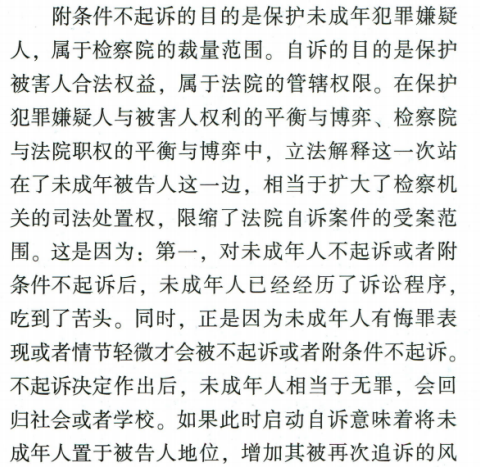 附条件不起诉的目的是保护未成年犯罪嫌疑
人，属于检察院的裁量范围。自诉的目的是保护
被害人合法权益，属于法院的管辖权限。在保护
犯罪嫌疑人与被害人权利的平衡与博弈、检察院
与法院职权的平衡与博弈中，立法解释这一次站
在了未成年被告人这一边，相当于扩大了检察机
关的司法处置权，限缩了法院自诉案件的受案范
围。这是因为：第一，对未成年人不起诉或者附
条件不起诉后，未成年人已经经历了诉讼程序，
吃到了苦头。同时，正是因为未成年人有悔罪表
现或者情节轻微才会被不起诉或者附条件不起诉。
不起诉决定作出后，未成年人相当于无罪，会回
归社会或者学校。如果此时启动自诉意味着将未
成年人置于被告人地位，增加其被再次追诉的风